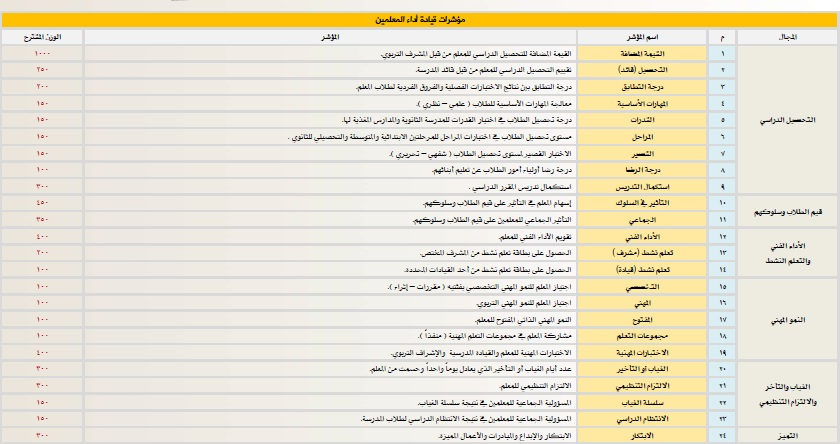 مؤشرات قيادة أداء المعلمين
المجال م اسم المؤشر المؤشر الوزن المقترح
التحصيل الدراسي
١ القيمة المضافة القيمة المضافة للتحصيل الدراسي للمعلم من قبل المشرف التربوي. ١٠٠٠
٢ التحصيل (قائد) تقييم التحصيل الدراسي للمعلم من قبل قائد المدرسة. ٢٥٠
٣ درجة التطابق درجة التطابق بين نتائج الاختبارات الفصلية والفروق الفردية لطلاب المعلم. ٢٠٠
٤ المهارات الأساسية معالجة المهارات الأساسية للطلاب ( علمي – نظري ). ١٥٠
٥ القدرات درجة تحصيل الطلاب في اختبار القدرات للمدرسة الثانوية والمدارس المغذية لها. ١٥٠
٦ المراحل مستوى تحصيل الطلاب في اختبارات المراحل للمرحلتين الابتدائية والمتوسطة والتحصيلي للثانوي . ١٥٠
٧ القصير الاختبار القصير لمستوى تحصيل الطلاب ( شفهي – تحريري ). ١٥٠
٨ درجة الرضا درجة رضا أولياء أمور الطلاب عن تعليم أبنائهم. ١٠٠
٩ استكمال التدريس استكمال تدريس المقرر الدراسي . ٣٠٠
قيم الطلاب وسلوكهم
١٠ التأثير في السلوك إسهام المعلم في التأثير على قيم الطلاب وسلوكهم. ٤٥٠
١١ الجماعي التأثير الجماعي للمعلمين على قيم الطلاب وسلوكهم. ٣٥٠
الأداء الفني
والتعلم النشط
١٢ الأداء الفني تقويم الأداء الفني للمعلم. ٤٠٠
١٣ تعلم نشط (مشرف ) الحصول على بطاقة تعلم نشط من المشرف المختص. ٢٠٠
١٤ تعلم نشط (قيادة) الحصول على بطاقة تعلم نشط من أحد القيادات المحددة. ١٠٠
النمو المهني
١٥ التخصصي اجتياز المعلم للنمو المهني التخصصي بفئتيه ( مقررات – إثراء ). ١٠٠
١٦ المهني اجتياز المعلم للنمو المهني التربوي. ١٠٠
١٧ المفتوح النمو المهني الذاتي المفتوح للمعلم. ١٠٠
١٨ مجموعات التعلم مشاركة المعلم في مجموعات التعلم المهنية ( منفذاً ). ١٠٠
١٩ الاختبارات المهنية الاختبارات المهنية للمعلم والقيادة المدرسية والإشراف التربوي. ٤٠٠
الغياب والتأخر
والالتزام التنظيمي
٢٠ الغياب أو التأخير عدد أيام الغياب أو التأخير الذي يعادل يوماً واحداً وحسمت من المعلم. ٣٠٠
٢١ الالتزام التنظيمي الالتزام التنظيمي للمعلم. ٣٠٠
٢٢ سلسلة الغياب المسؤولية الجماعية للمعلمين في نتيجة سلسلة الغياب. ١٥٠
٢٣ الانتظام الدراسي المسؤولية الجماعية للمعلمين في نتيجة الانتظام الدراسي لطلاب المدرسة. ١٥٠
التميز
٢٤ الابتكار الابتكار والإبداع والمبادرات والأعمال المميزة. ٣٠٠